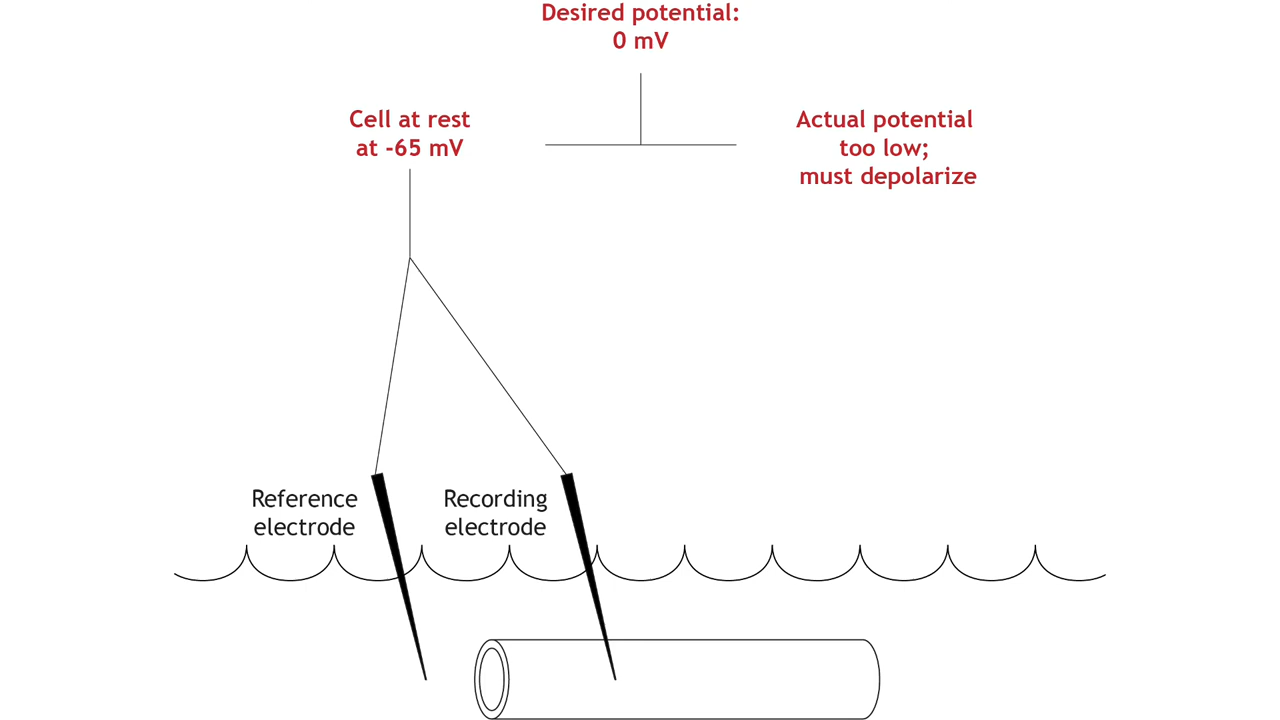 Desired potential:
0 mV
Cell at rest
at -65 mV
Actual potential
too low;
must depolarize
Reference
electrode
Recording
electrode